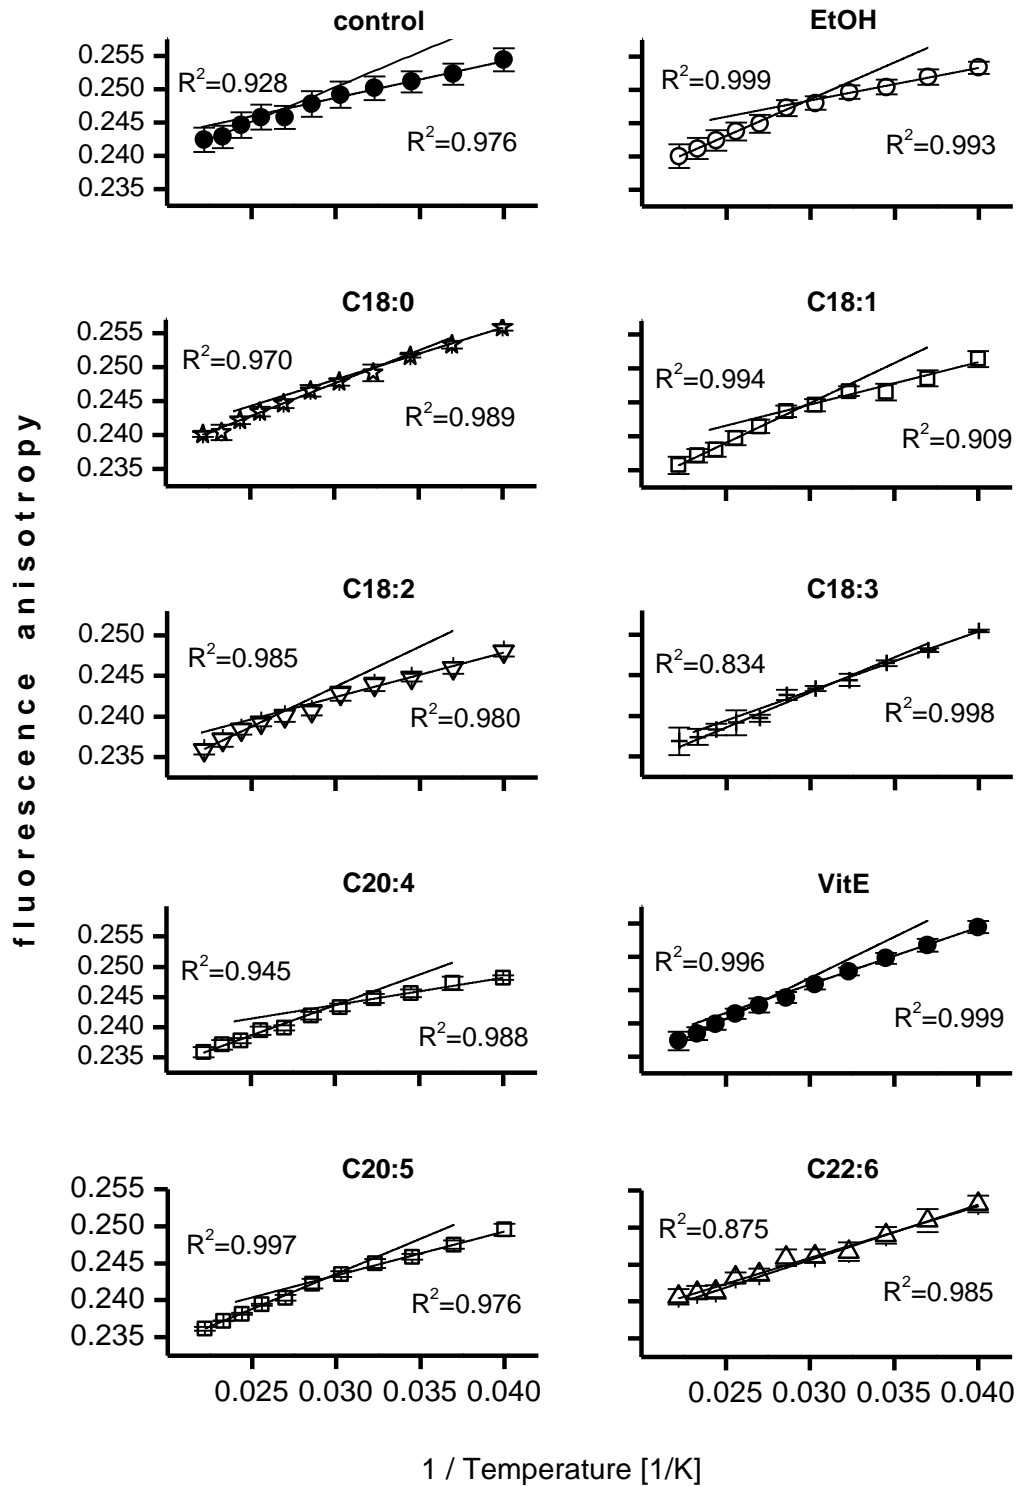 control
0.255
0.250
0.245
0.240
0.235
R²=0.928
R²=0.976
EtOH
R²=0.999
R²=0.993
C18:0
0.255
0.250
0.245
0.240
0.235
R²=0.970
R²=0.989
C18:1
R²=0.994
R²=0.909
fluorescence anisotropy
C18:2
0.250
0.245
0.240
0.235
R²=0.985
R²=0.980
C18:3
R²=0.834
R²=0.998
C20:4
0.255
0.250
0.245
0.240
0.235
R²=0.945
R²=0.988
VitE
R²=0.996
R²=0.999
C20:5
0.255
0.250
0.245
0.240
0.235
R²=0.997
R²=0.976
0.025 0.030 0.035 0.040
C22:6
R²=0.875
R²=0.985
0.025 0.030 0.035 0.040
1 / Temperature [1/K]